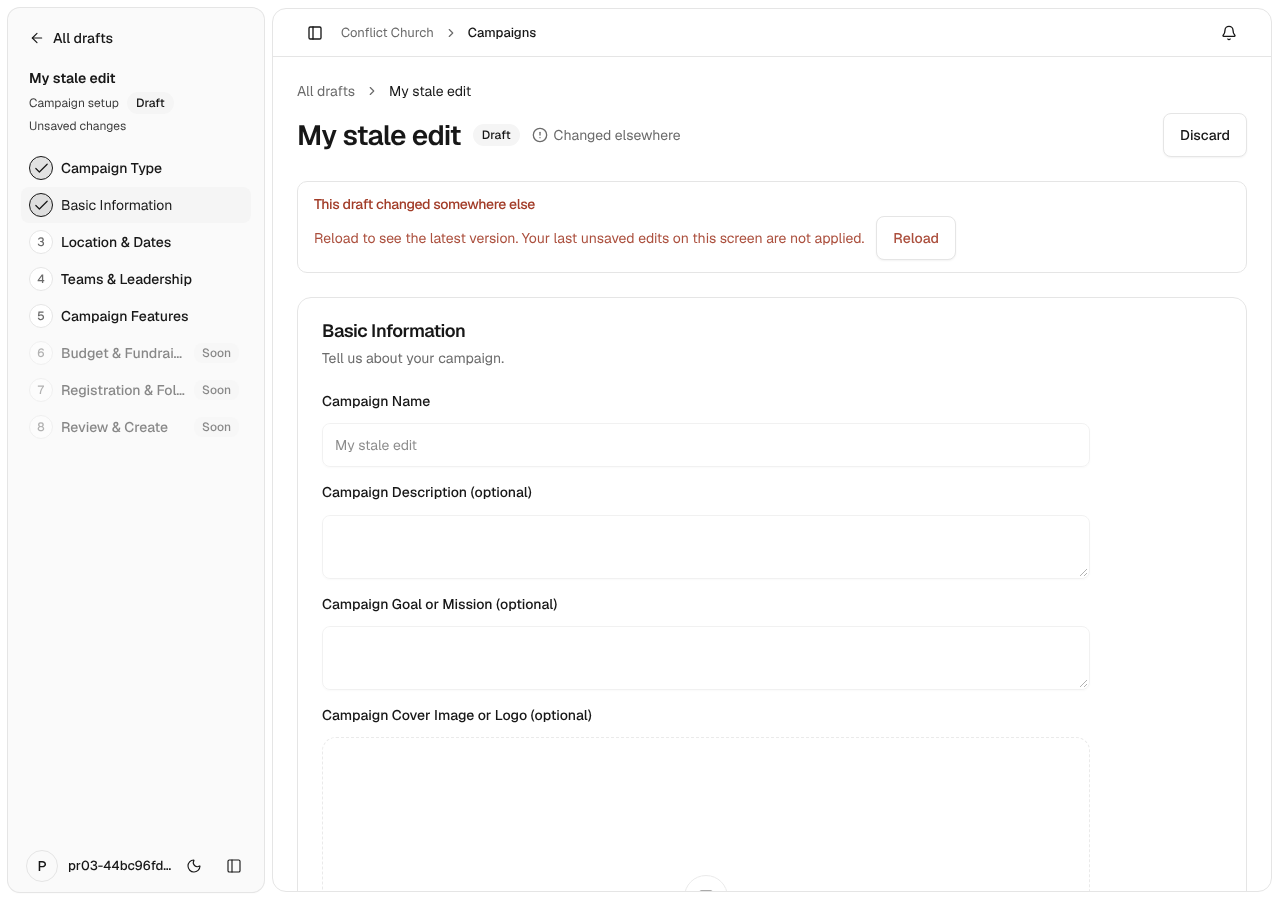 All drafts
My stale edit
Campaign setup Draft
Unsaved changes
Campaign Type
Basic Information
3 Location & Dates
4 Teams & Leadership
5 Campaign Features
6 Budget & Fundrai... Soon
7 Registration & Fol... Soon
8 Review & Create Soon
P pr03-44bc96fd...
Conflict Church > Campaigns
All drafts > My stale edit
My stale edit Draft Changed elsewhere
Discard
This draft changed somewhere else
Reload to see the latest version. Your last unsaved edits on this screen are not applied. Reload
Basic Information
Tell us about your campaign.
Campaign Name
My stale edit
Campaign Description (optional)
Campaign Goal or Mission (optional)
Campaign Cover Image or Logo (optional)